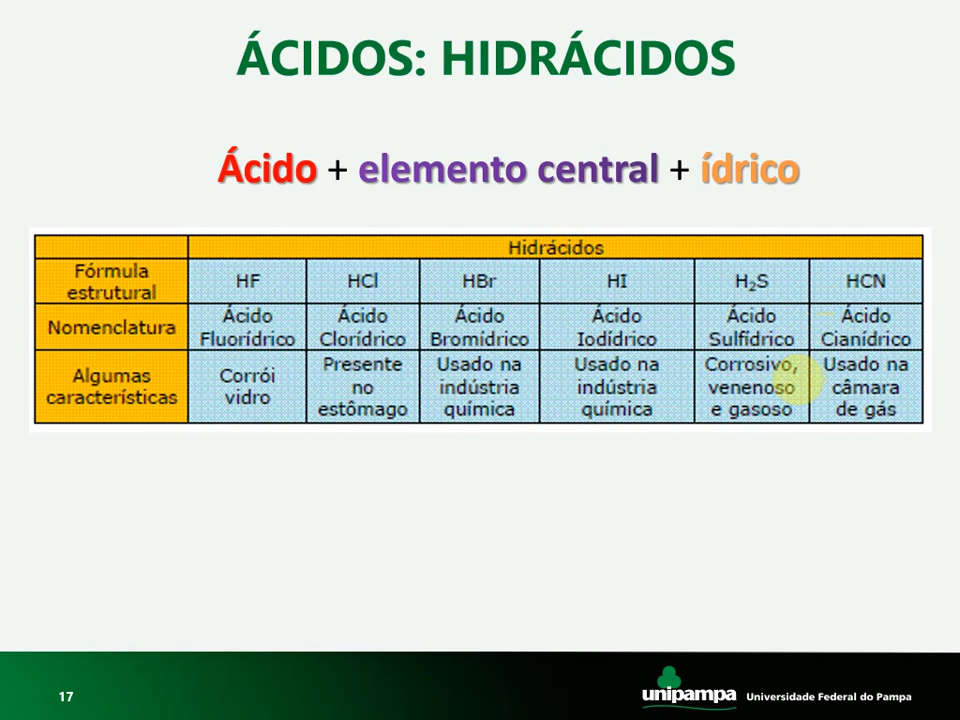 ÁCIDOS: HIDRÁCIDOS
Ácido + elemento central + ídrico
Hidrácidos
Fórmula estrutural HF HCl HBr HI H₂S HCN
Nomenclatura Ácido Fluorídrico Ácido Clorídrico Ácido Bromídrico Ácido Iodídrico Ácido Sulfídrico Ácido Cianídrico
Algumas características Corrói vidro Presente no estômago Usado na indústria química Usado na indústria química Corrosivo, venenoso e gasoso Usado na câmara de gás
17 unipampa Universidade Federal do Pampa